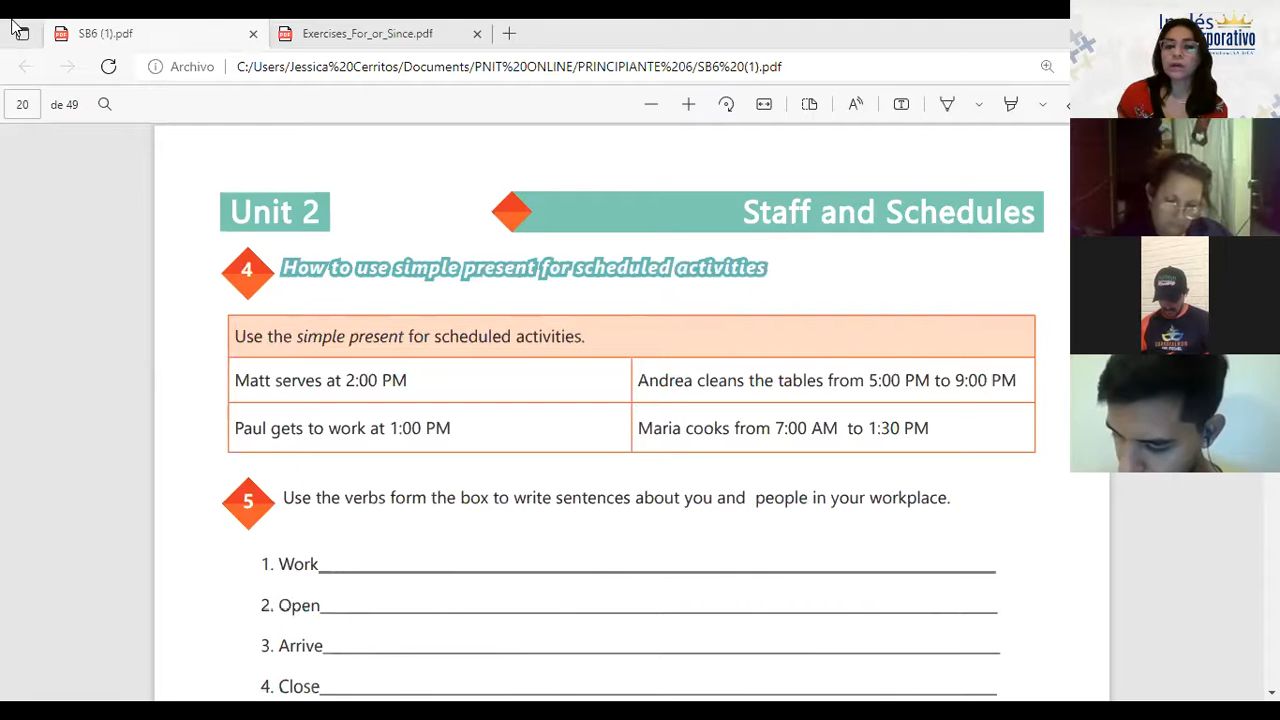 SB6 (1).pdf
Exercises_For_or_Since.pdf
Archivo
C:/Users/Jessica%20Cerritos/Documents/PNIT%20ONLINE/PRINCIPIANTE%206/SB6%20(1).pdf
20 de 49
Unit 2
Staff and Schedules
4 How to use simple present for scheduled activities
Use the simple present for scheduled activities.
Matt serves at 2:00 PM
Andrea cleans the tables from 5:00 PM to 9:00 PM
Paul gets to work at 1:00 PM
Maria cooks from 7:00 AM to 1:30 PM
5 Use the verbs form the box to write sentences about you and people in your workplace.
1. Work
2. Open
3. Arrive
4. Close
Inglés